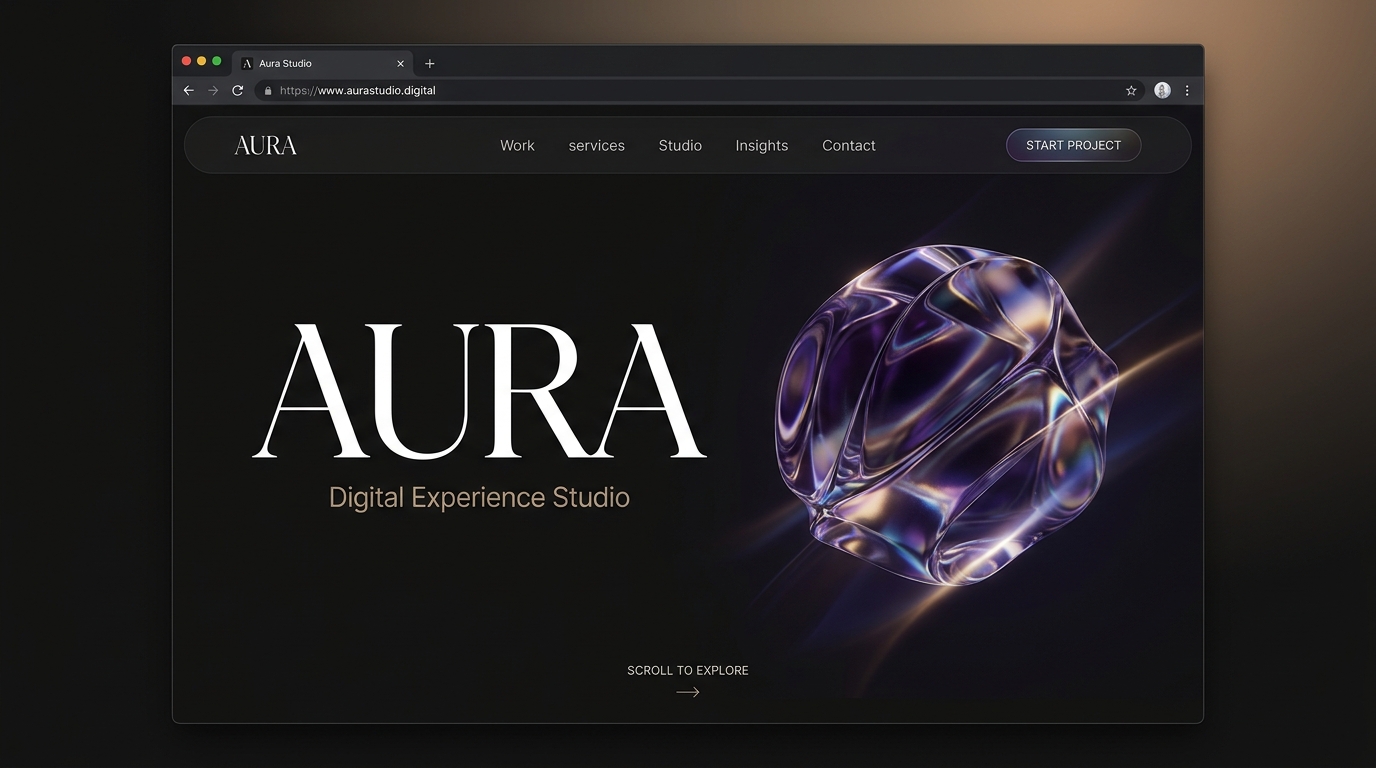 Aura Studio
https://www.aurastudio.digital
AURA
Work
services
Studio
Insights
Contact
START PROJECT
AURA
Digital Experience Studio
SCROLL TO EXPLORE